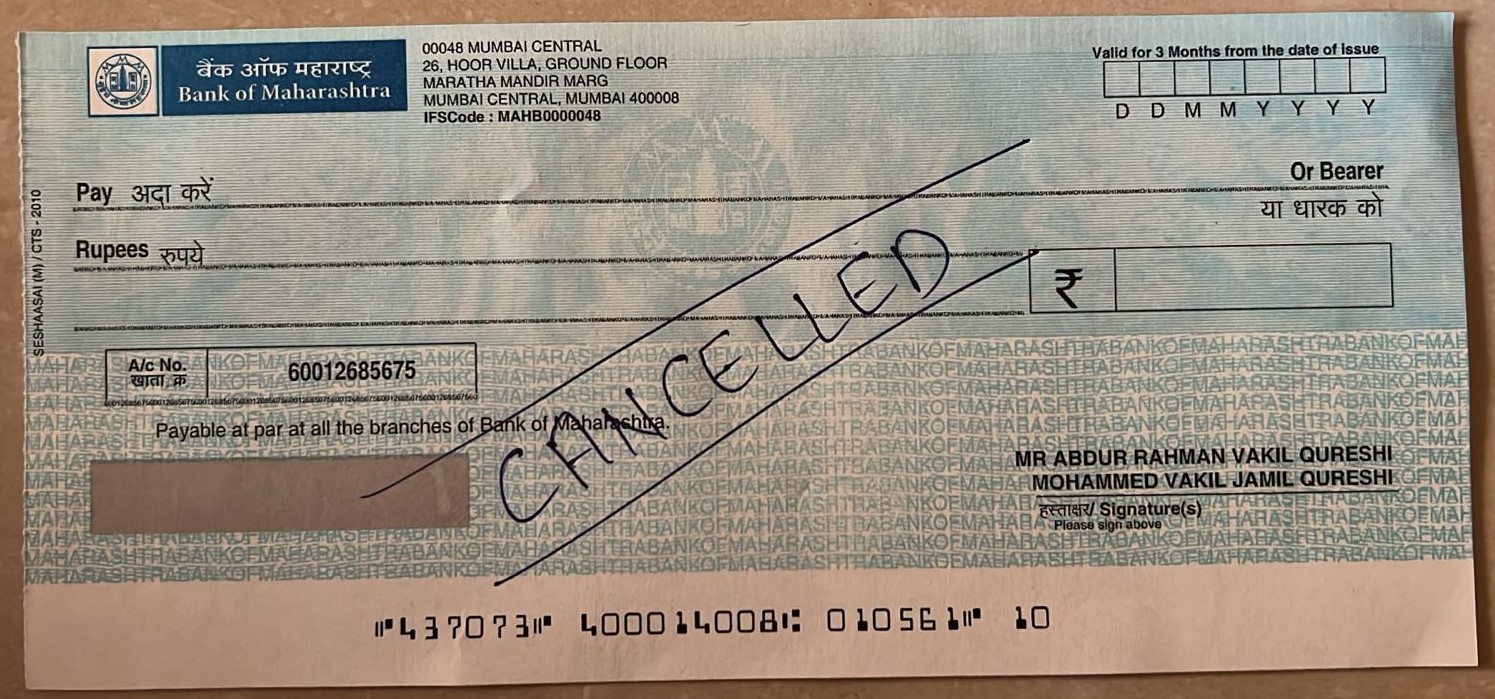 बैंक ऑफ महाराष्ट्र
Bank of Maharashtra
00048 MUMBAI CENTRAL
26, HOOR VILLA, GROUND FLOOR
MARATHA MANDIR MARG
MUMBAI CENTRAL, MUMBAI 400008
IFSCode : MAHB0000048
Valid for 3 Months from the date of issue
D D M M Y Y Y Y
Pay अदा करें
Or Bearer
या धारक को
Rupees रुपये
₹
SESHAASAI (M) / CTS - 2010
CANCELLED
A/c No.
खाता क्र
60012685675
Payable at par at all the branches of Bank of Maharashtra.
MR ABDUR RAHMAN VAKIL QURESHI
MOHAMMED VAKIL JAMIL QURESHI
हस्ताक्षर/ Signature(s)
Please sign above
⑈437073⑈ 400014008⑆ 010561⑈ 10